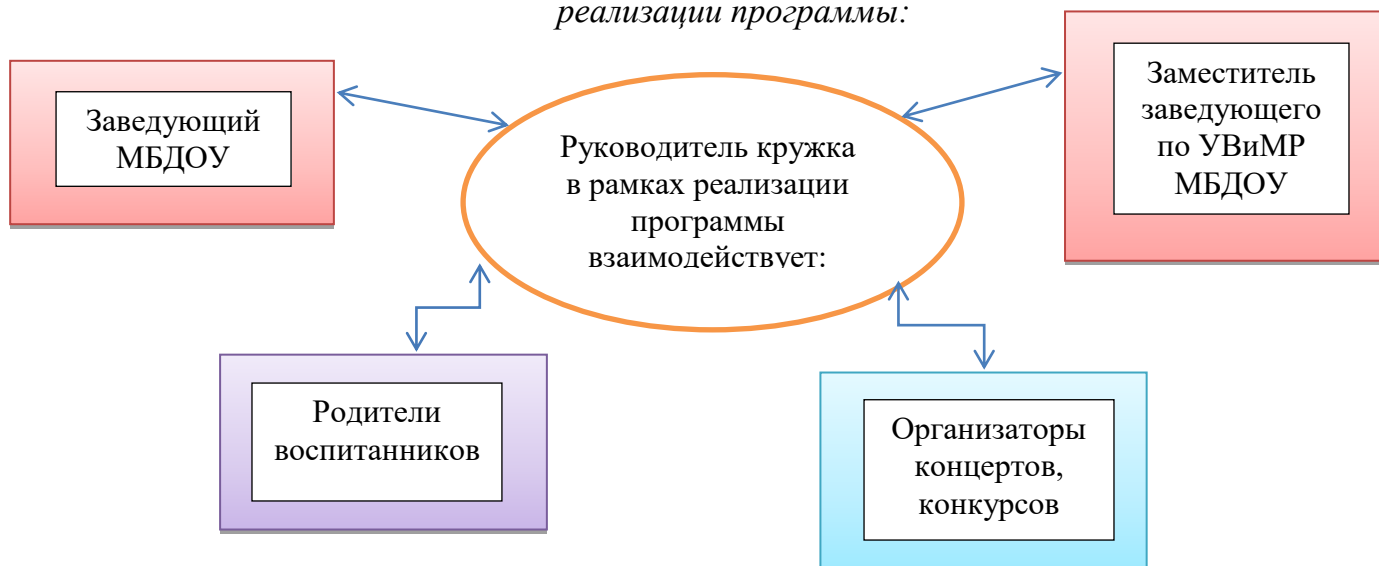 реализации программы:
Заведующий
МБДОУ
Руководитель кружка
в рамках реализации
программы
взаимодействует:
Заместитель
заведующего
по УВиМР
МБДОУ
Родители
воспитанников
Организаторы
концертов,
конкурсов